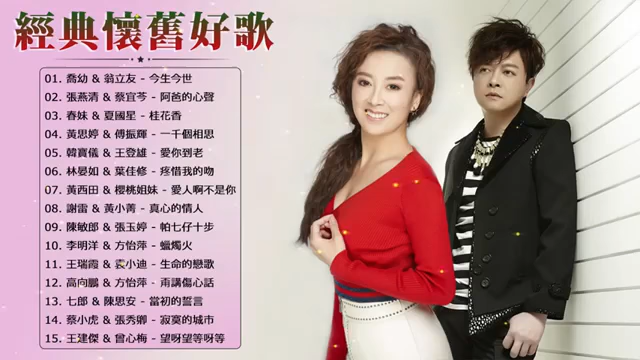 經典懷舊好歌
01. 喬幼 & 翁立友 - 今生今世
02. 張燕清 & 蔡宜芩 - 阿爸的心聲
03. 春妹 & 夏國星 - 桂花香
04. 黃思婷 & 傅振輝 - 一千個相思
05. 韓寶儀 & 王登雄 - 愛你到老
06. 林晏如 & 葉佳修 - 疼惜我的吻
07. 黃西田 & 櫻桃姐妹 - 愛人啊不是你
08. 謝雷 & 黃小菁 - 真心的情人
09. 陳敏郎 & 張玉婷 - 帕七仔十步
10. 李明洋 & 方怡萍 - 蠟燭火
11. 王瑞霞 & 裘小迪 - 生命的戀歌
12. 高向鵬 & 方怡萍 - 雨講傷心話
13. 七郎 & 陳思安 - 當初的誓言
14. 蔡小虎 & 張秀卿 - 寂寞的城市
15. 王建傑 & 曾心梅 - 望呀望等呀等